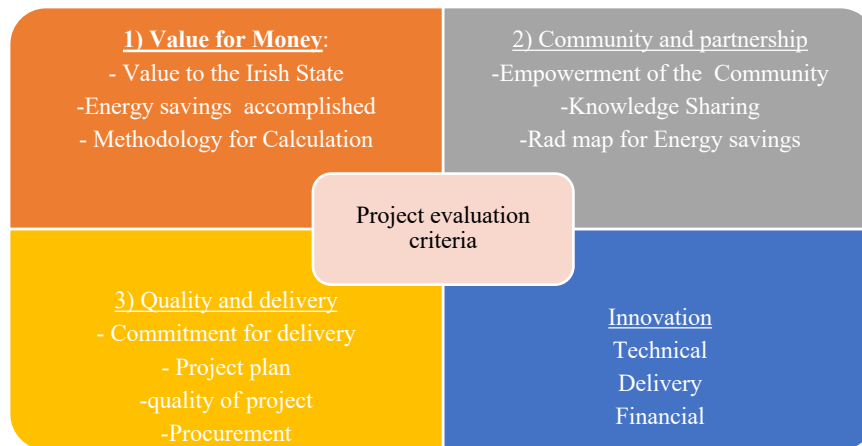 1) Value for Money:
- Value to the Irish State
-Energy savings accomplished
- Methodology for Calculation
2) Community and partnership
-Empowerment of the Community
-Knowledge Sharing
-Rad map for Energy savings
Project evaluation
criteria
3) Quality and delivery
- Commitment for delivery
- Project plan
-quality of project
-Procurement
Innovation
Technical
Delivery
Financial